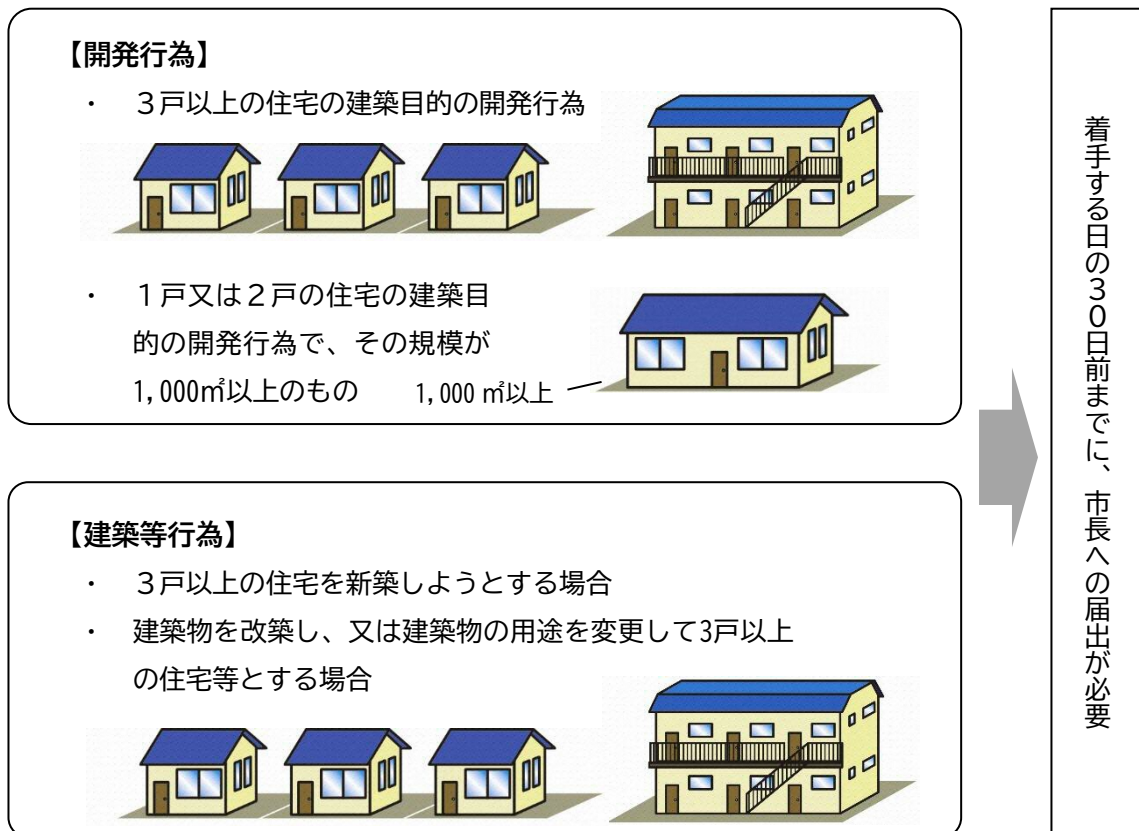 【開発行為】
・ ３戸以上の住宅の建築目的の開発行為
・ １戸又は２戸の住宅の建築目
的の開発行為で、その規模が
1,000㎡以上のもの
1,000 ㎡以上
【建築等行為】
・ ３戸以上の住宅を新築しようとする場合
・ 建築物を改築し、又は建築物の用途を変更して3戸以上
の住宅等とする場合
着手する日の３０日前までに、市長への届出が必要